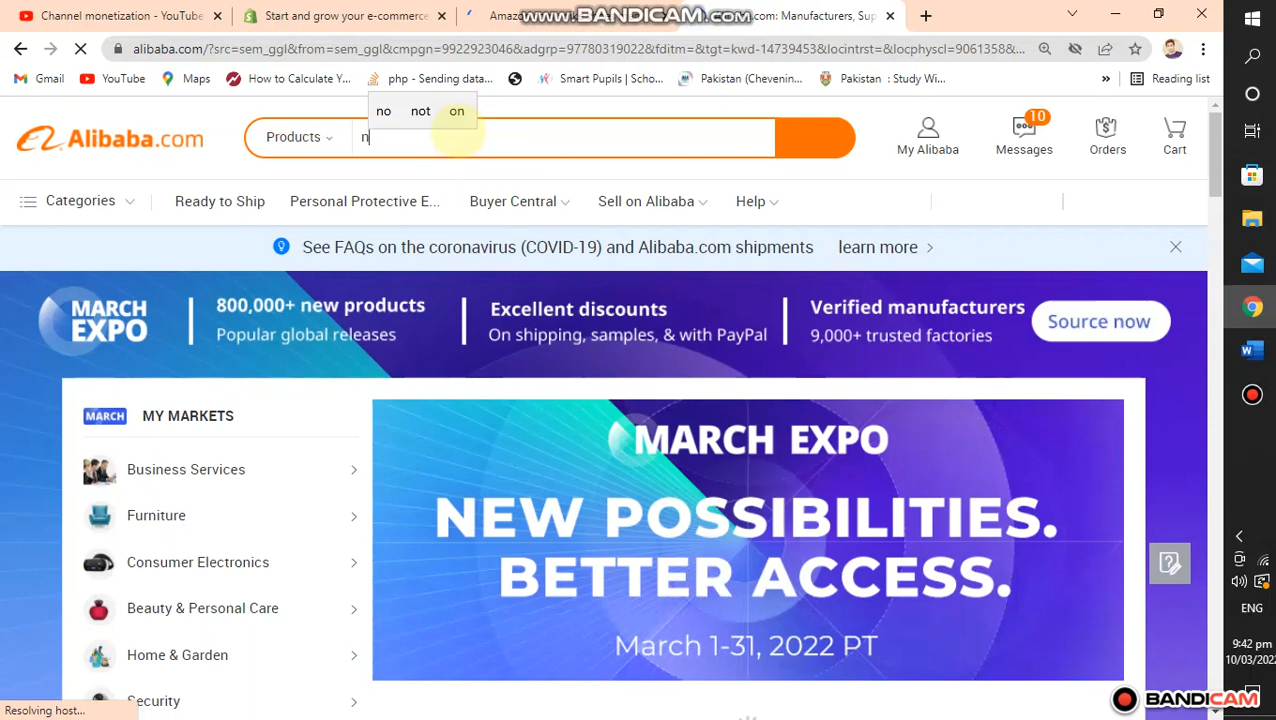 Channel monetization - YouTube
Start and grow your e-commerce
Amazo
www.BANDICAM.com
com: Manufacturers, Sup
alibaba.com/?src=sem_ggl&from=sem_ggl&cmpgn=9922923046&adgrp=97780319022&fditm=&tgt=kwd-14739453&locintrst=&locphyscl=9061358&...
Gmail
YouTube
Maps
How to Calculate Y...
php - Sending data...
Smart Pupils | Scho...
Pakistan (Chevenin...
Pakistan : Study Wi...
»
Reading list
no not on
Alibaba.com
Products
n
10
My Alibaba
Messages
Orders
Cart
Categories
Ready to Ship
Personal Protective E...
Buyer Central
Sell on Alibaba
Help
See FAQs on the coronavirus (COVID-19) and Alibaba.com shipments
learn more
MARCH EXPO
800,000+ new products
Popular global releases
Excellent discounts
On shipping, samples, & with PayPal
Verified manufacturers
9,000+ trusted factories
Source now
MARCH
MY MARKETS
Business Services
Furniture
Consumer Electronics
Beauty & Personal Care
Home & Garden
Security
MARCH EXPO
NEW POSSIBILITIES.
BETTER ACCESS.
March 1-31, 2022 PT
Resolving host...
ENG
9:42 pm
10/03/2022
BANDICAM